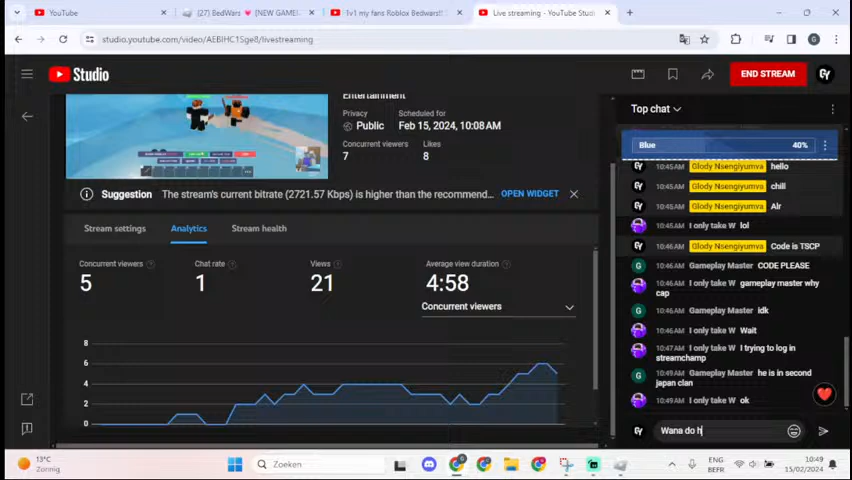 YouTube
(27) BedWars 💗 [NEW GAME!
1v1 my fans Roblox Bedwars!!
Live streaming - YouTube Studi
studio.youtube.com/video/AEBlHC1Sge8/livestreaming
Studio
END STREAM
Entertainment
Privacy
Public
Scheduled for
Feb 15, 2024, 10:08 AM
Concurrent viewers
7
Likes
8
Suggestion The stream's current bitrate (2721.57 Kbps) is higher than the recommend... OPEN WIDGET
Stream settings
Analytics
Stream health
Concurrent viewers
5
Chat rate
1
Views
21
Average view duration
4:58
Concurrent viewers
8
6
4
2
0
Top chat
Blue 40%
10:45 AM Glody Nsengiyumva hello
10:45 AM Glody Nsengiyumva chill
10:45 AM Glody Nsengiyumva Alr
10:45 AM I only take W lol
10:46 AM Glody Nsengiyumva Code is TSCP
10:46 AM Gameplay Master CODE PLEASE
10:46 AM I only take W gameplay master why
cap
10:46 AM Gameplay Master idk
10:46 AM I only take W Wait
10:47 AM I only take W I trying to log in
streamchamp
10:49 AM Gameplay Master he is in second
japan clan
10:49 AM I only take W ok
Wana do h
13°C
Zonnig
Zoeken
ENG
BEFR
10:49
15/02/2024